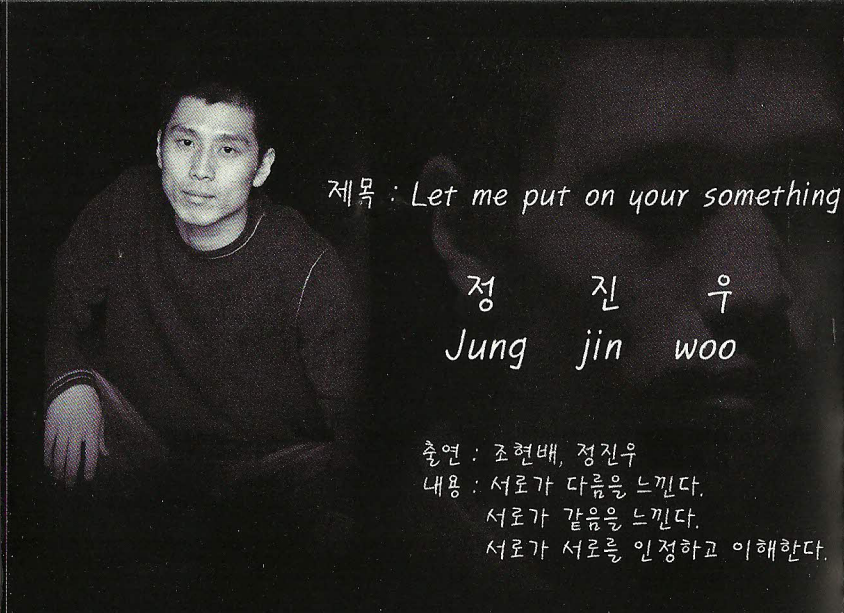 제목 : Let me put on your something
정 진 우
Jung jin woo
출연 : 조현배, 정진우
내용 : 서로가 다름을 느낀다.
서로가 같음을 느낀다.
서로가 서로를 인정하고 이해한다.